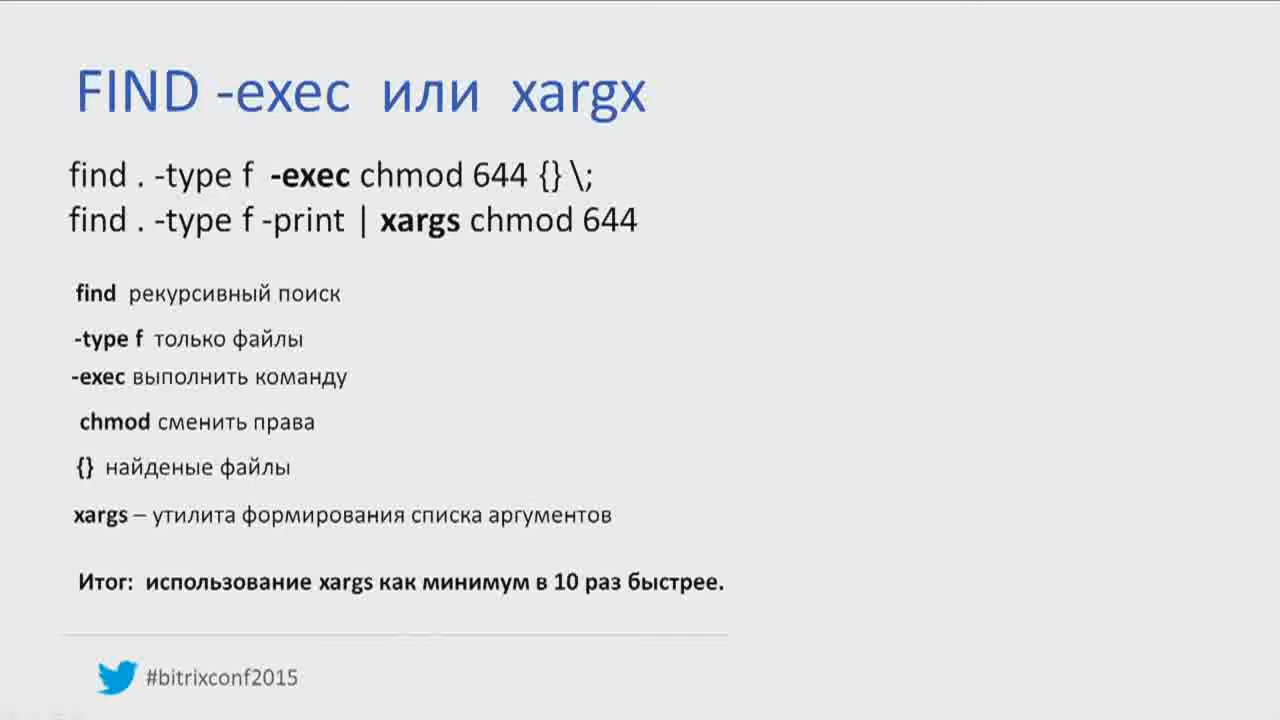 FIND -exec или xargx
find . -type f -exec chmod 644 {} \;
find . -type f -print | xargs chmod 644
find рекурсивный поиск
-type f только файлы
-exec выполнить команду
chmod сменить права
{} найденые файлы
xargs – утилита формирования списка аргументов
Итог: использование xargs как минимум в 10 раз быстрее.
#bitrixconf2015